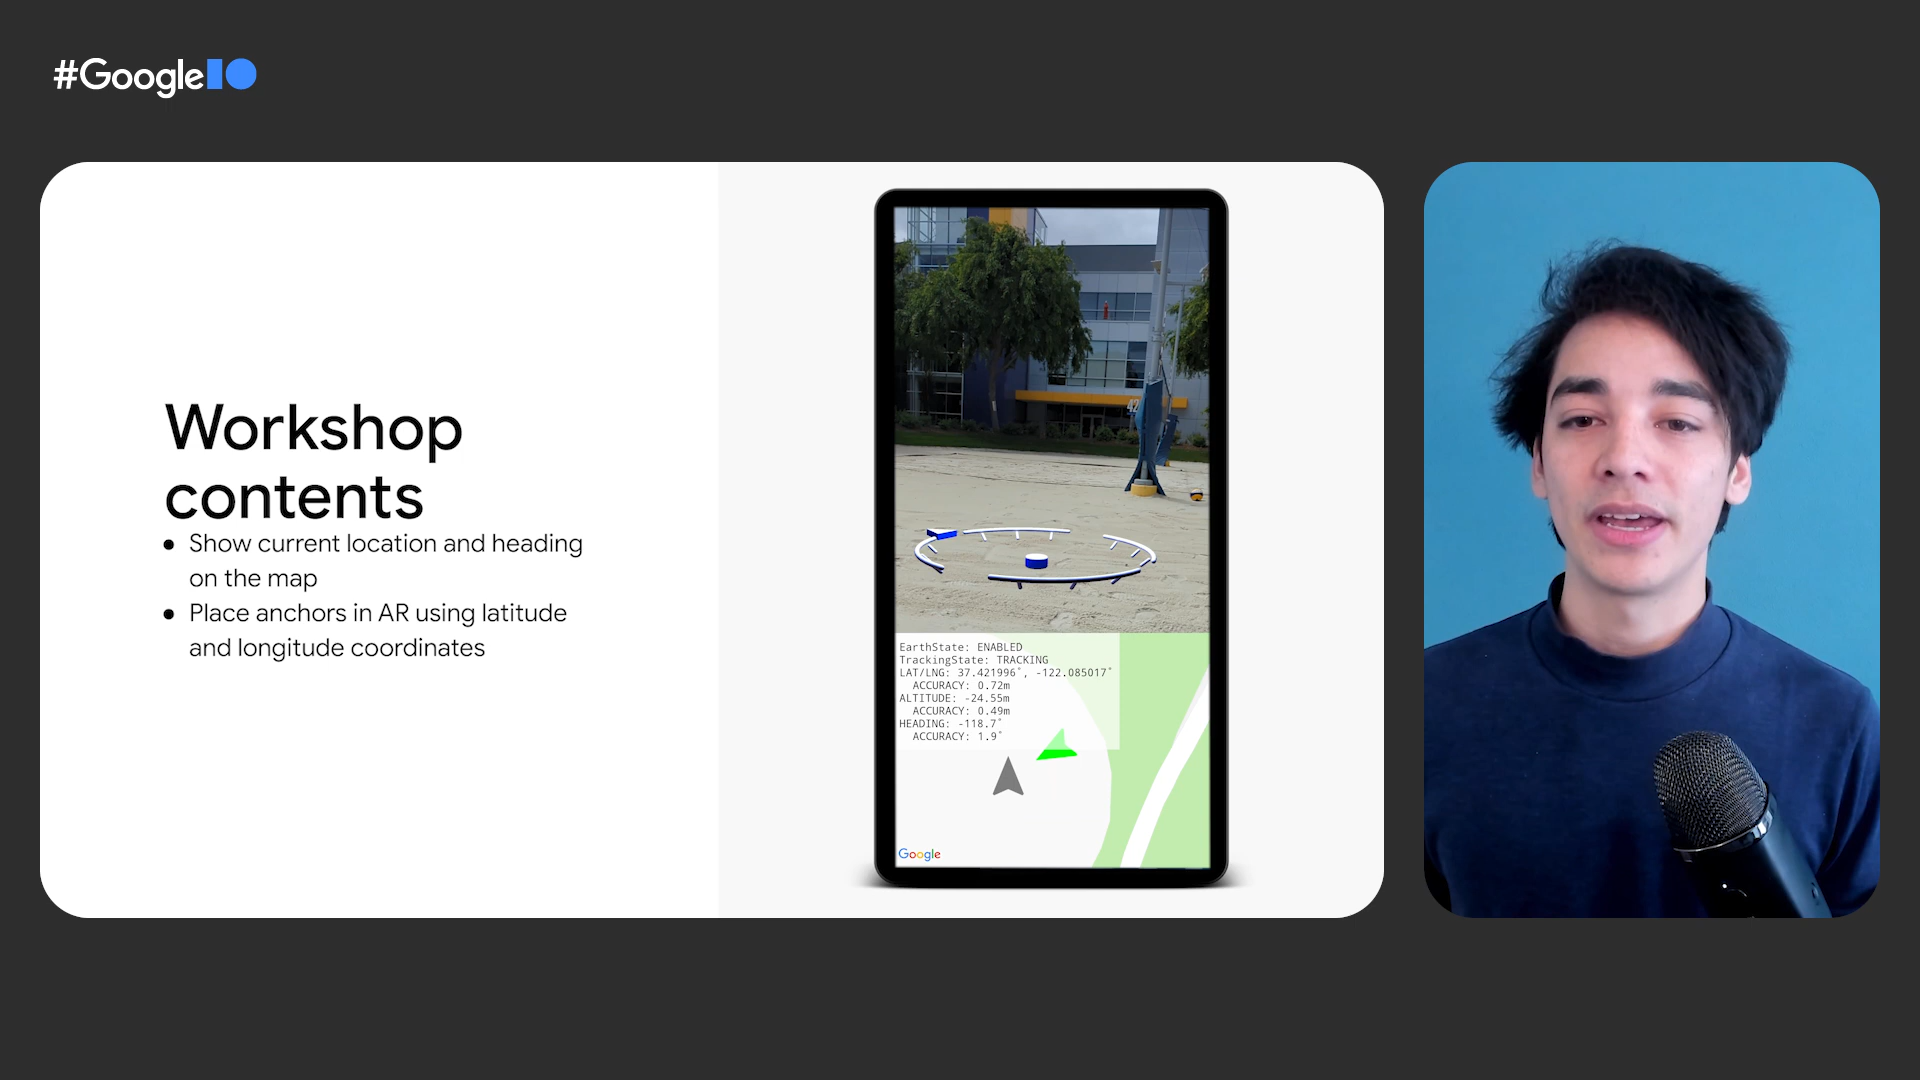 #GoogleIO
Workshop
contents
• Show current location and heading
on the map
• Place anchors in AR using latitude
and longitude coordinates
42
EarthState: ENABLED
TrackingState: TRACKING
LAT/LNG: 37.421996°, -122.085017°
ACCURACY: 0.72m
ALTITUDE: -24.55m
ACCURACY: 0.49m
HEADING: -118.7°
ACCURACY: 1.9°
Google